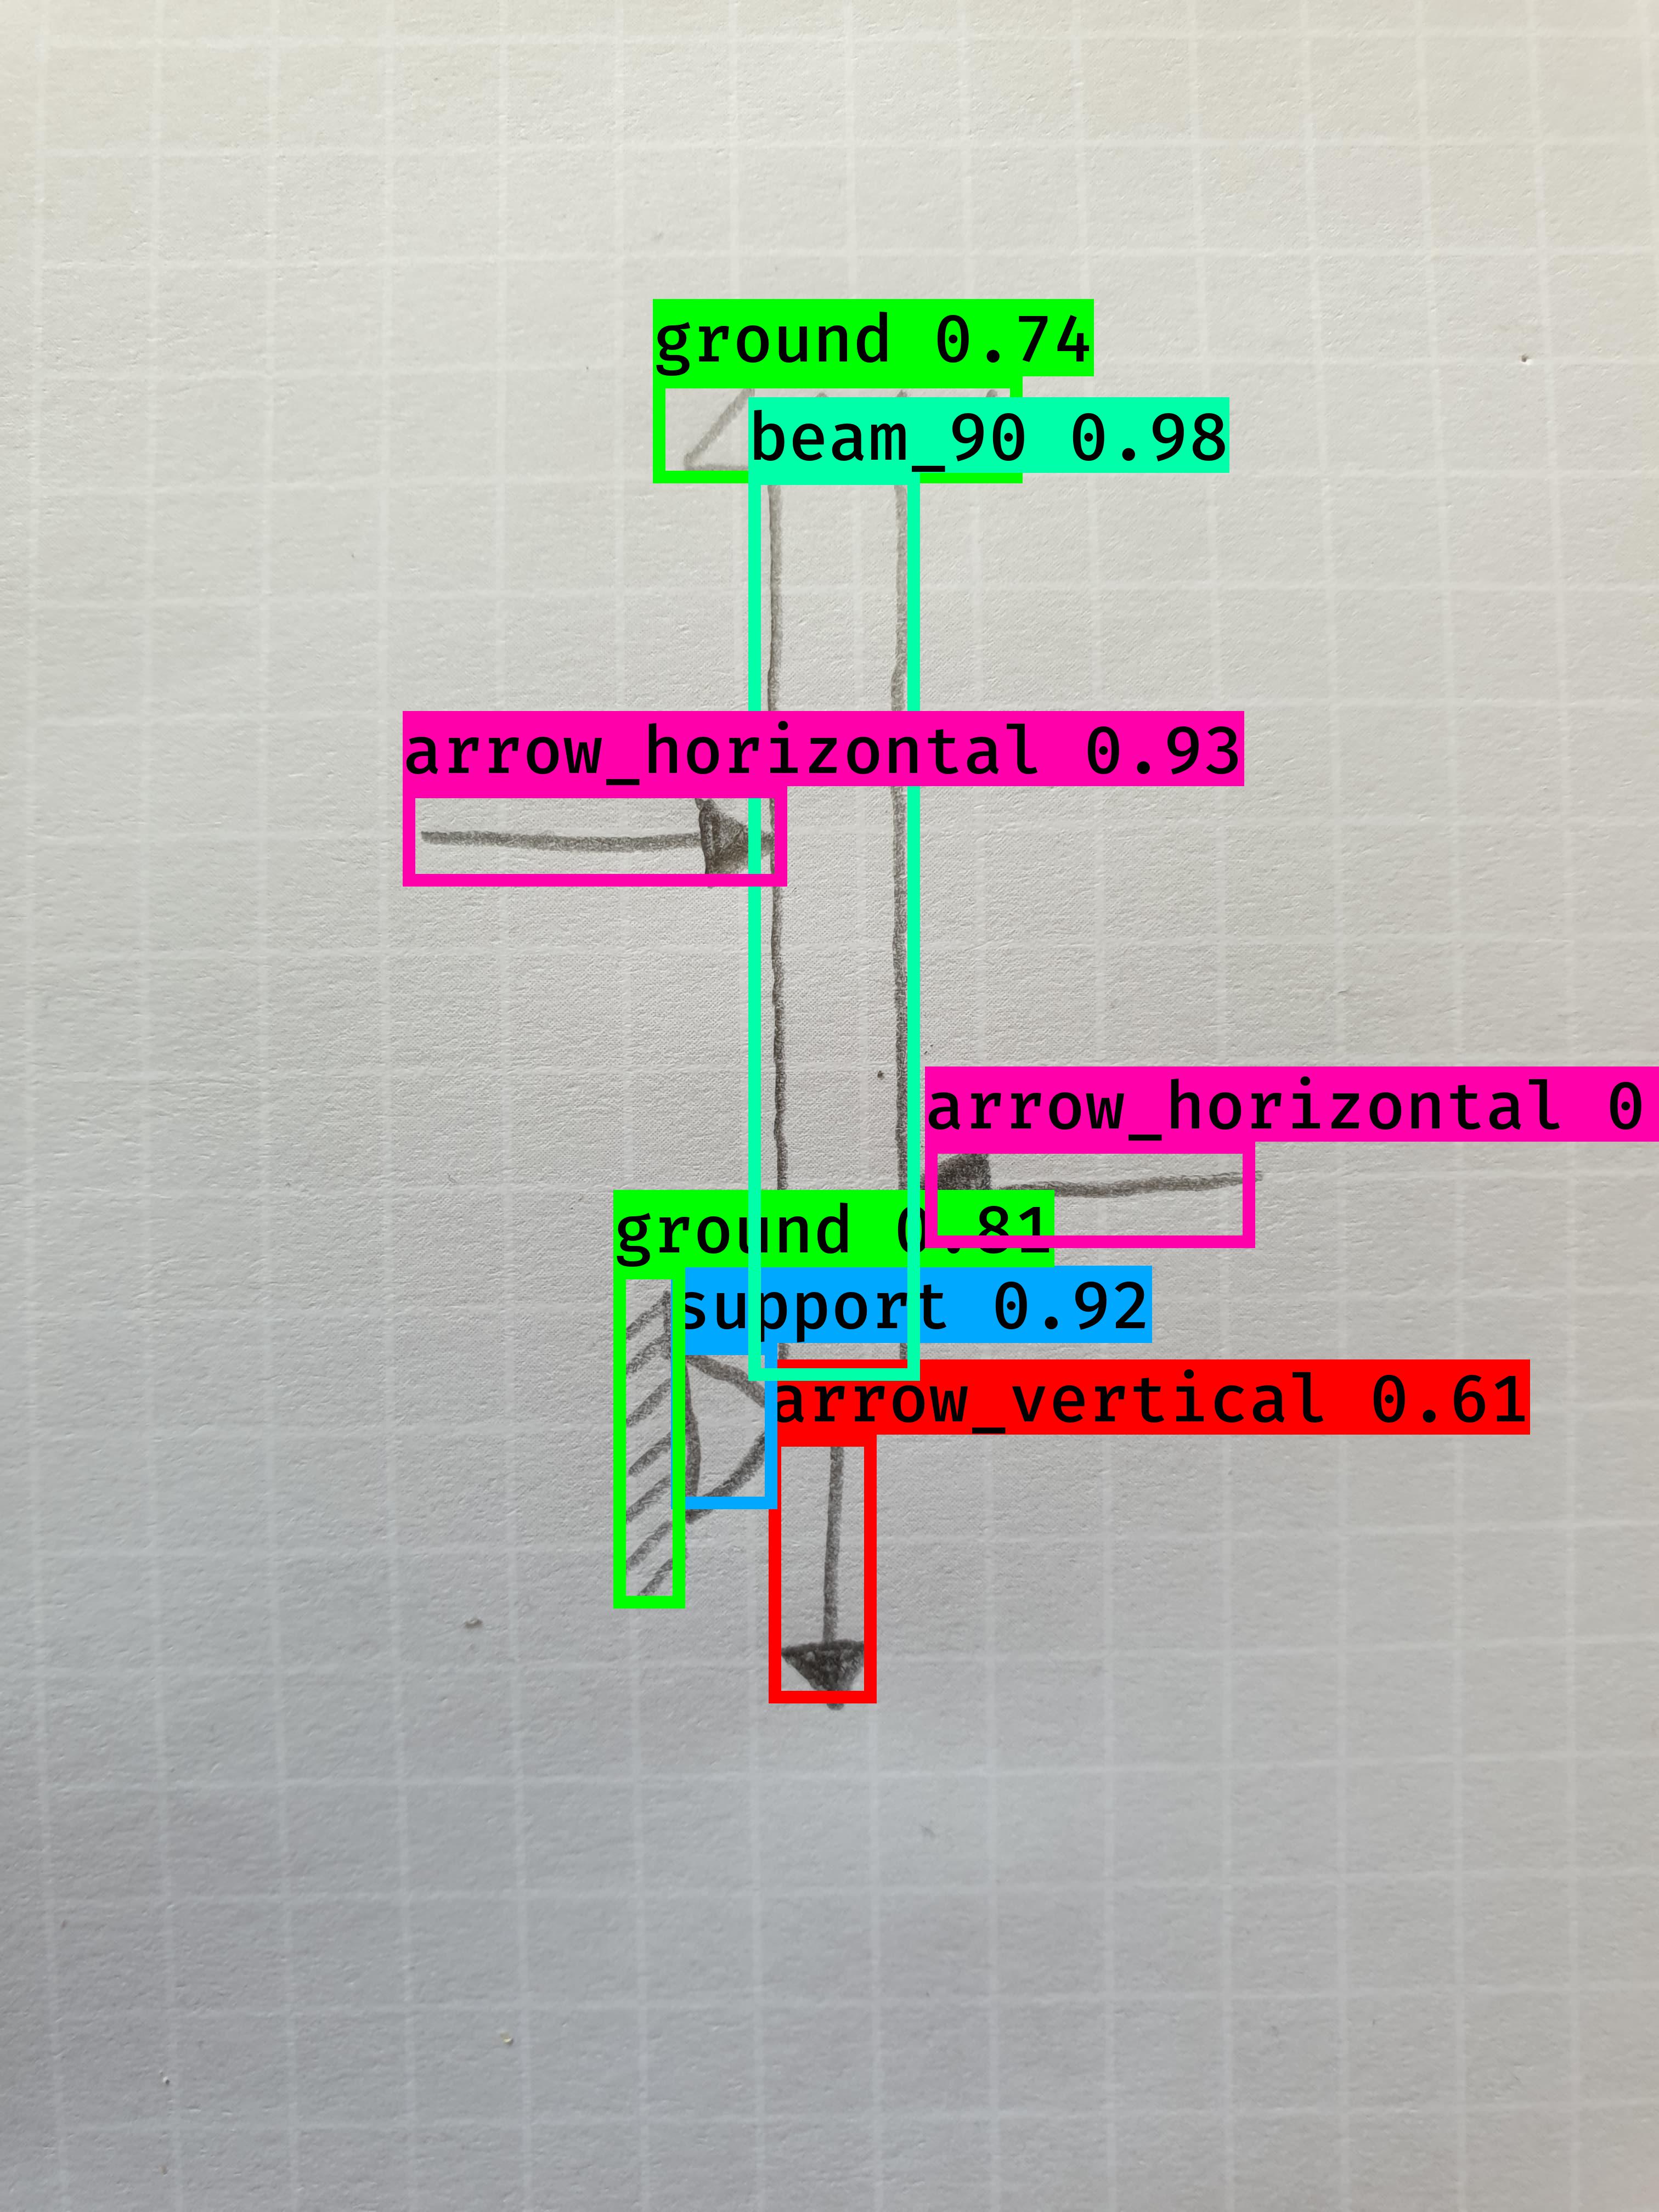 ground 0.74
beam_90 0.98
arrow_horizontal 0.93
arrow_horizontal 0
ground 0.81
support 0.92
arrow_vertical 0.61